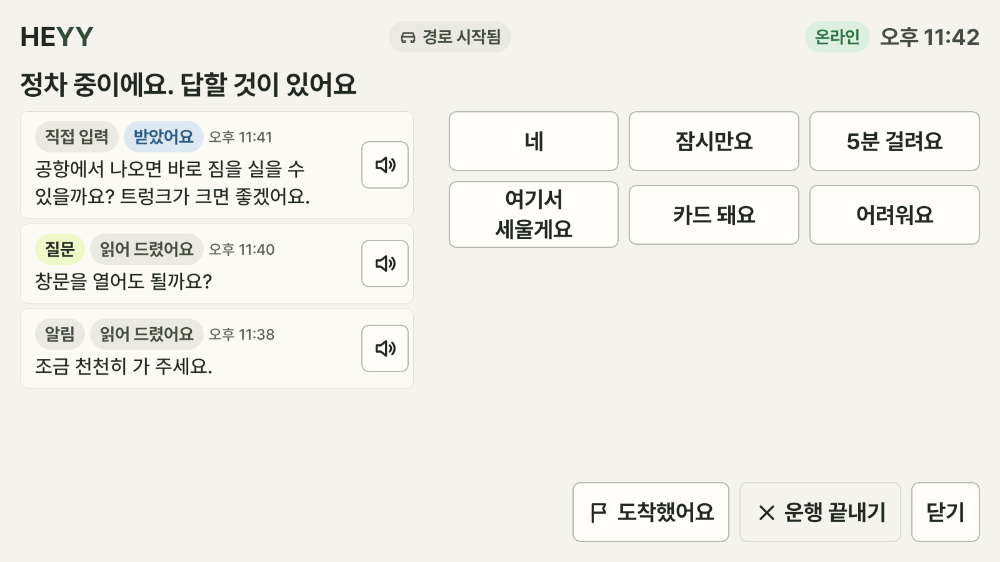 HEYY
경로 시작됨
온라인 오후 11:42
정차 중이에요. 답할 것이 있어요
직접 입력 받았어요 오후 11:41
공항에서 나오면 바로 짐을 실을 수
있을까요? 트렁크가 크면 좋겠어요.
질문 읽어 드렸어요 오후 11:40
창문을 열어도 될까요?
알림 읽어 드렸어요 오후 11:38
조금 천천히 가 주세요.
네
잠시만요
5분 걸려요
여기서
세울게요
카드 돼요
어려워요
도착했어요
운행 끝내기
닫기